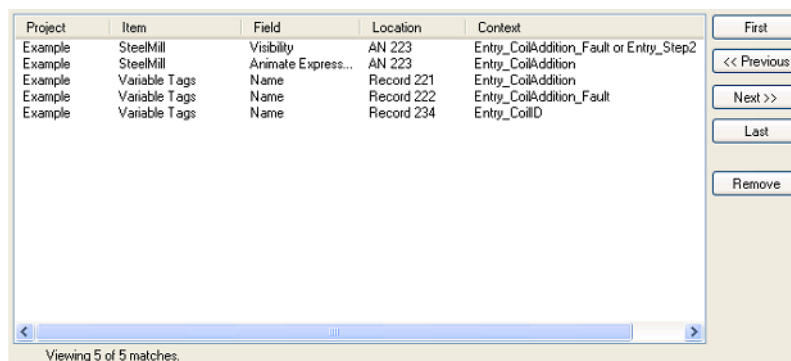 Project Item Field Location Context
Example SteelMill Visibility AN 223 Entry_CoilAddition_Fault or Entry_Step2
Example SteelMill Animate Express... AN 223 Entry_CoilAddition
Example Variable Tags Name Record 221 Entry_CoilAddition
Example Variable Tags Name Record 222 Entry_CoilAddition_Fault
Example Variable Tags Name Record 234 Entry_CoilID
First
<< Previous
Next >>
Last
Remove
Viewing 5 of 5 matches.